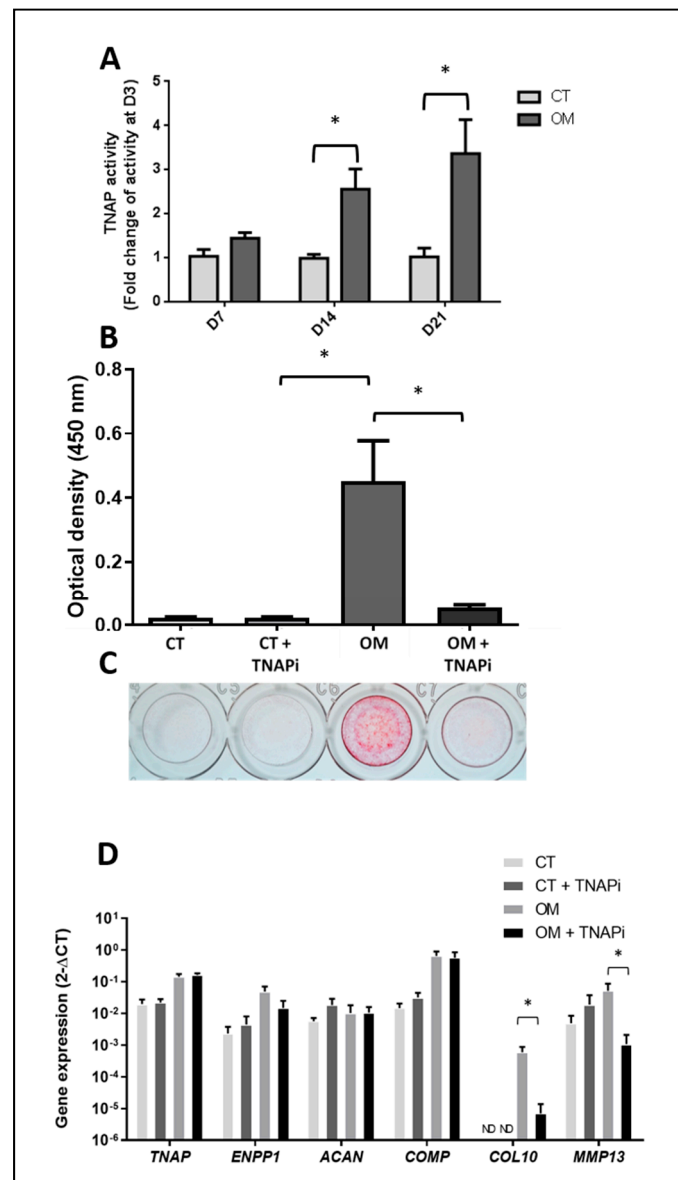 A
TNAP activity
(Fold change of activity at D3)
5
4
3
2
1
0
*
*
CT
OM
D7
D14
D21
B
Optical density (450 nm)
0.8
0.6
0.4
0.2
0.0
*
*
CT
CT +
TNAPi
OM
OM +
TNAPi
C
C5
C6
C7
C
D
CT
CT + TNAPi
OM
OM + TNAPi
Gene expression (2-ΔCT)
10¹
10⁰
10⁻¹
10⁻²
10⁻³
10⁻⁴
10⁻⁵
10⁻⁶
ND ND
*
*
TNAP
ENPP1
ACAN
COMP
COL10
MMP13